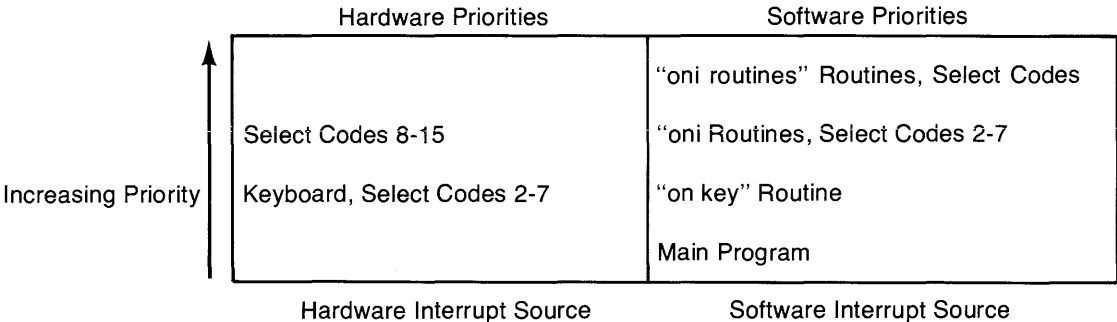 Hardware Priorities
Software Priorities
“oni routines” Routines, Select Codes
Select Codes 8-15
“oni Routines, Select Codes 2-7
Increasing Priority
Keyboard, Select Codes 2-7
“on key” Routine
Main Program
Hardware Interrupt Source
Software Interrupt Source